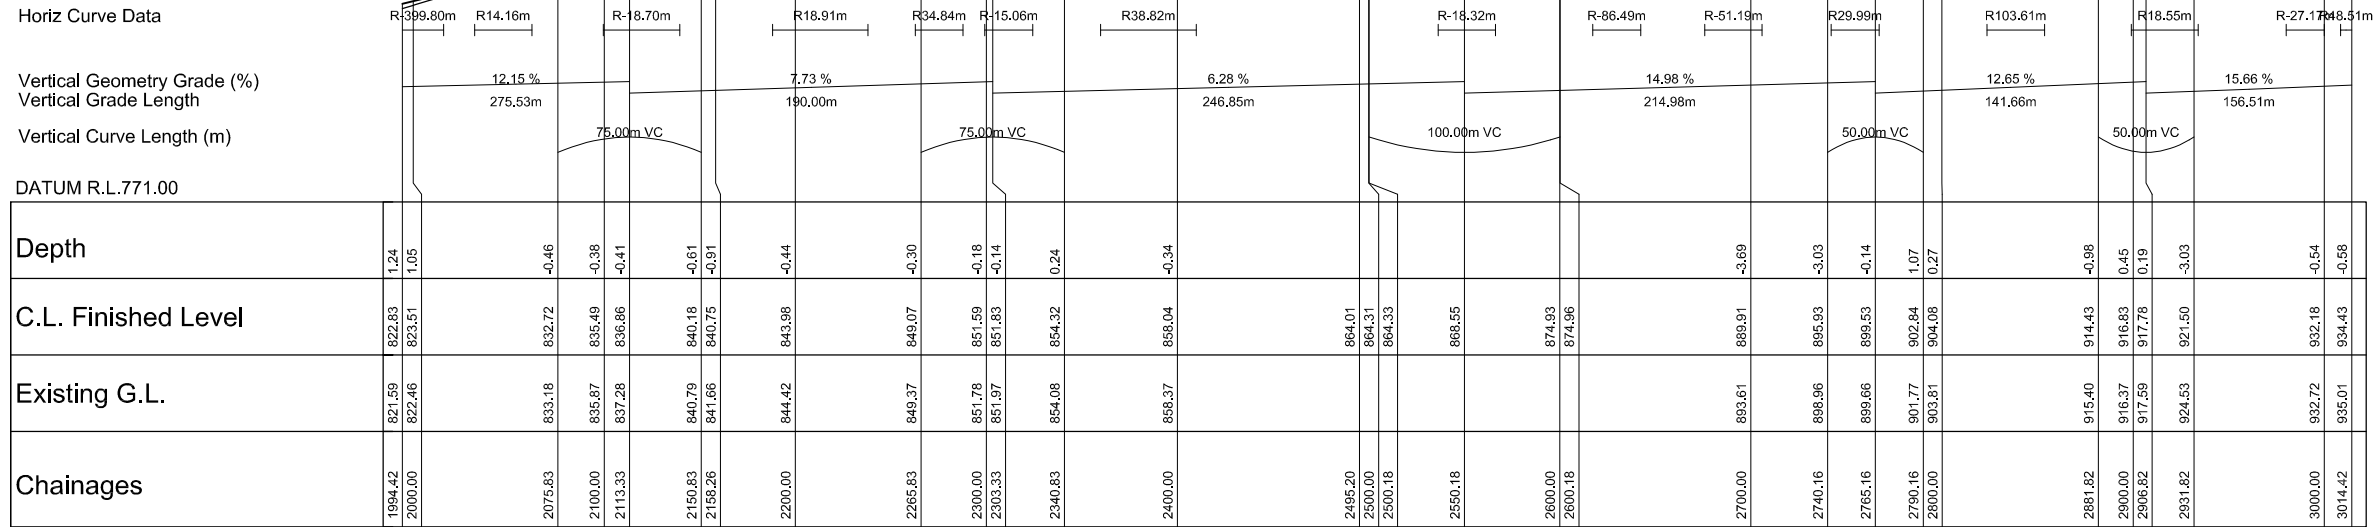 Horiz Curve Data R-399.80m R14.16m R-18.70m R18.91m R34.84m R-15.06m R38.82m R-18.32m R-86.49m R-51.19m R29.99m R103.61m R18.55m
Vertical Geometry Grade (%) 12.15 % 7.73 % 6.28 % 14.98 % 12.65 % 15.66 %
Vertical Grade Length 275.53m 190.00m 246.85m 214.98m 141.66m 156.51m
Vertical Curve Length (m) 75.00m VC 75.00m VC 100.00m VC 50.00m VC 50.00m VC
DATUM R.L.771.00
Depth 1.24 1.05 -0.46 -0.38 -0.41 -0.61 -0.91 -0.44 -0.30 -0.18 -0.14 0.24 -0.34 -3.69 -3.03 -0.14 1.07 0.27 -0.98 0.45 0.19 -3.03 -0.54 -0.58
C.L. Finished Level 822.83 823.51 832.72 835.49 836.86 840.18 840.75 843.98 849.07 851.59 851.83 854.32 858.04 864.01 864.31 864.33 868.55 874.93 874.96 889.91 895.93 899.53 902.84 904.08 914.43 916.83 917.78 921.50 932.18 934.43
Existing G.L. 821.59 822.46 833.18 835.87 837.28 840.79 841.66 844.42 849.37 851.78 851.97 854.08 858.37 893.61 898.96 899.66 901.77 903.81 915.40 916.37 917.59 924.53 932.72 935.01
Chainages 1994.42 2000.00 2075.83 2100.00 2113.33 2150.83 2158.26 2200.00 2265.83 2300.00 2303.33 2340.83 2400.00 2495.20 2500.00 2500.18 2550.18 2600.00 2600.18 2700.00 2740.16 2765.16 2790.16 2800.00 2881.82 2900.00 2906.82 2931.82 3000.00 3014.42